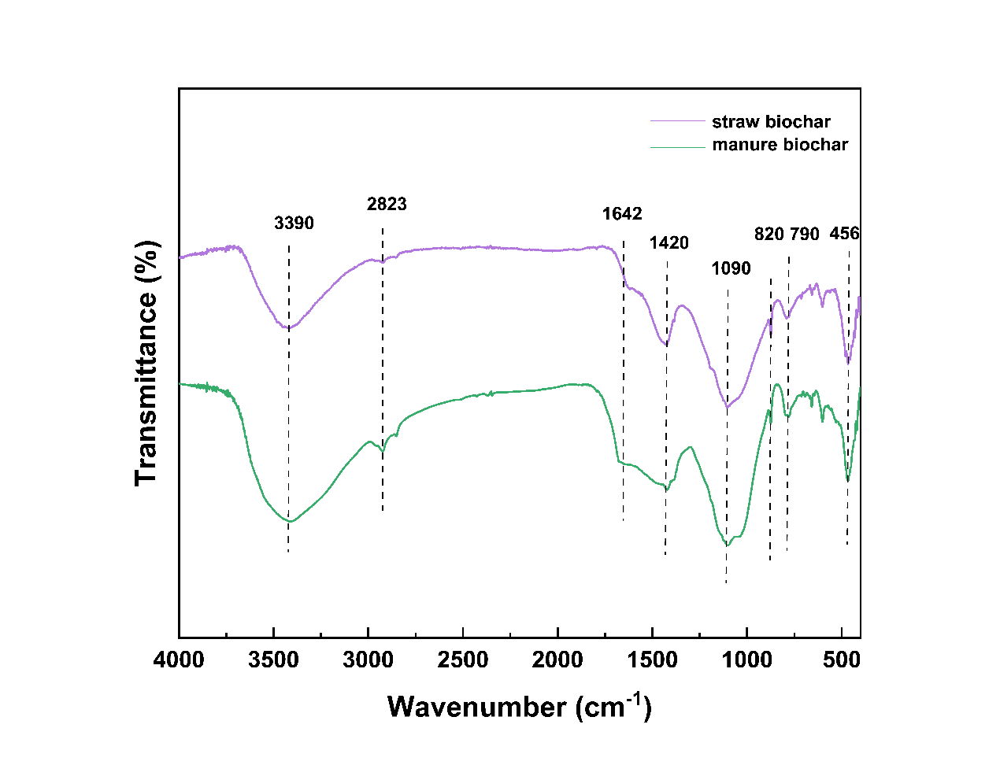 straw biochar
manure biochar
2823
1642
3390
820 790 456
1420
1090
Transmittance (%)
4000 3500 3000 2500 2000 1500 1000 500
Wavenumber (cm⁻¹)